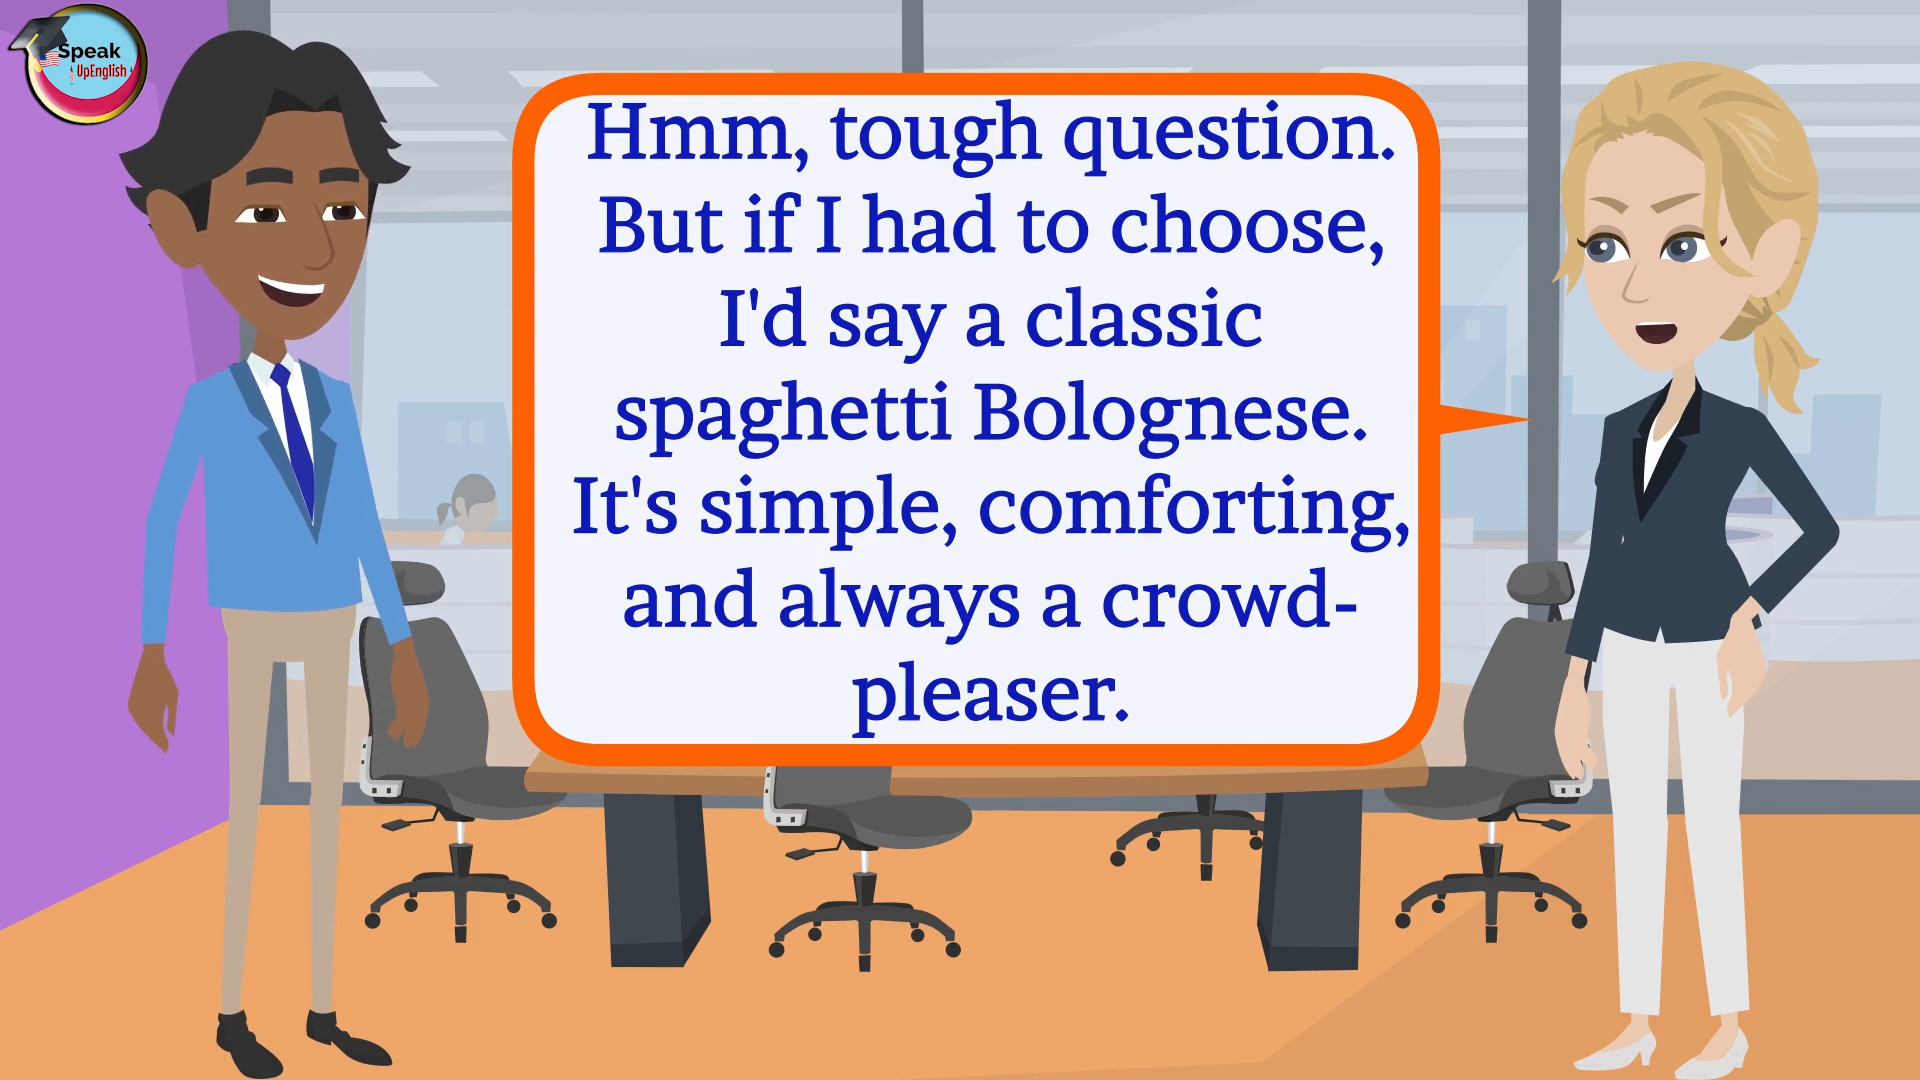 Speak
UpEnglish
Hmm, tough question.
But if I had to choose,
I'd say a classic
spaghetti Bolognese.
It's simple, comforting,
and always a crowd-
pleaser.